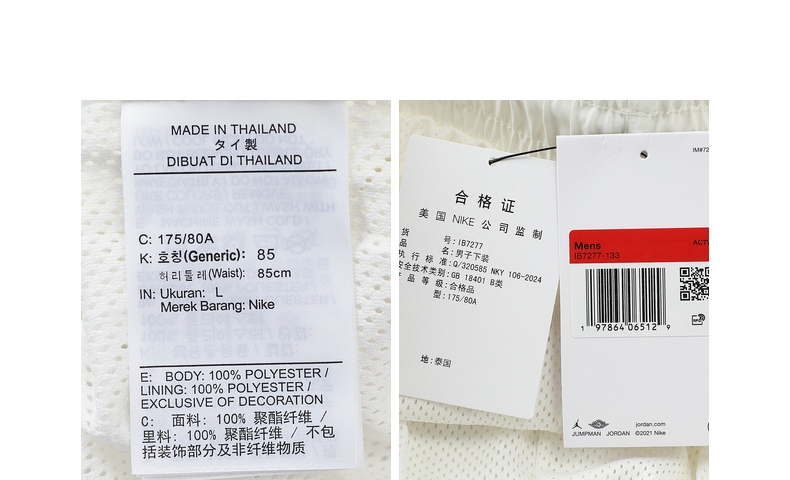 MADE IN THAILAND
タイ製
DIBUAT DI THAILAND
C: 175/80A
K: 호칭(Generic): 85
허리둘레(Waist): 85cm
IN: Ukuran: L
Merek Barang: Nike
E: BODY: 100% POLYESTER /
LINING: 100% POLYESTER /
EXCLUSIVE OF DECORATION
C: 面料: 100% 聚酯纤维 /
里料: 100% 聚酯纤维 / 不包
括装饰部分及非纤维物质
合格证
美国 NIKE 公司监制
货 号: IB7277
品 名: 男子下装
执行标准: Q/320585 NKY 106-2024
安全技术类别: GB 18401 B类
产品等级: 合格品
型: 175/80A
地: 泰国
IM#72
Mens
ACTV
IB7277-133
1 97864 06512 9
JUMPMAN JORDAN
jordan.com
©2021 Nike